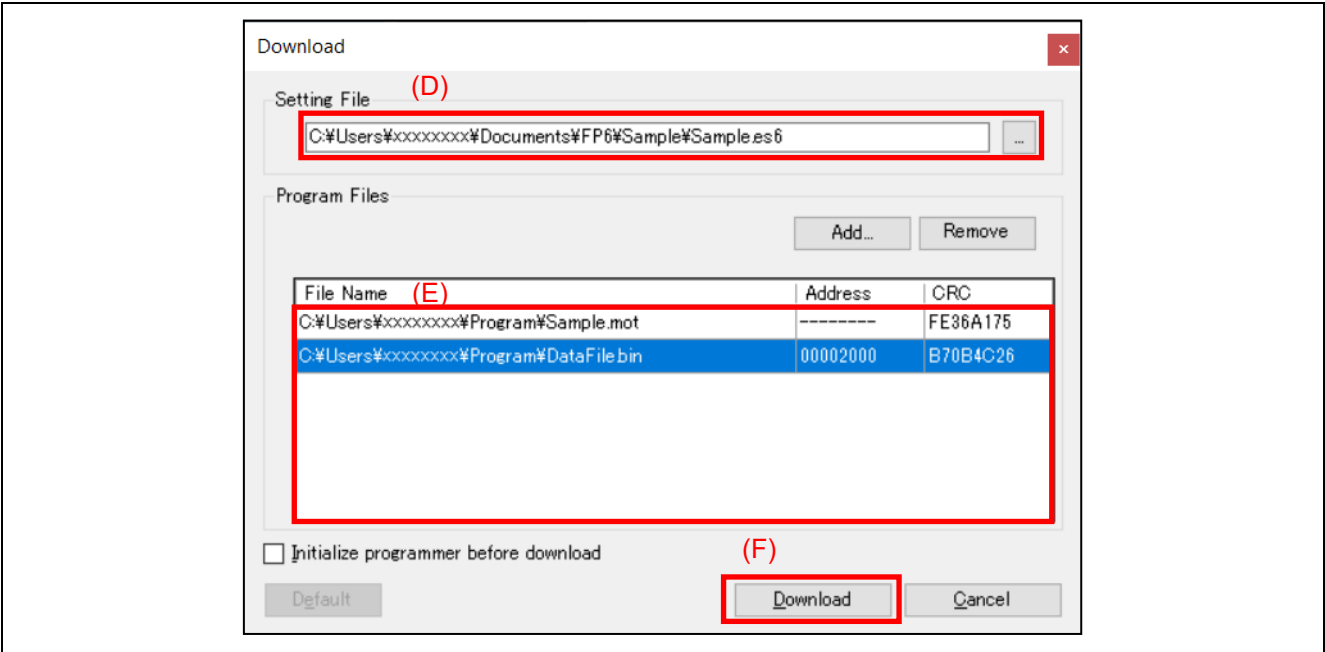 Download
×
(D)
Setting File
C:¥Users¥xxxxxxxx¥Documents¥FP6¥Sample¥Sample.es6
...
Program Files
Add... Remove
File Name (E) Address CRC
C:¥Users¥xxxxxxxx¥Program¥Sample.mot -------- FE36A175
C:¥Users¥xxxxxxxx¥Program¥DataFile.bin 00002000 B70B4C26
Initialize programmer before download
(F)
Default Download Cancel